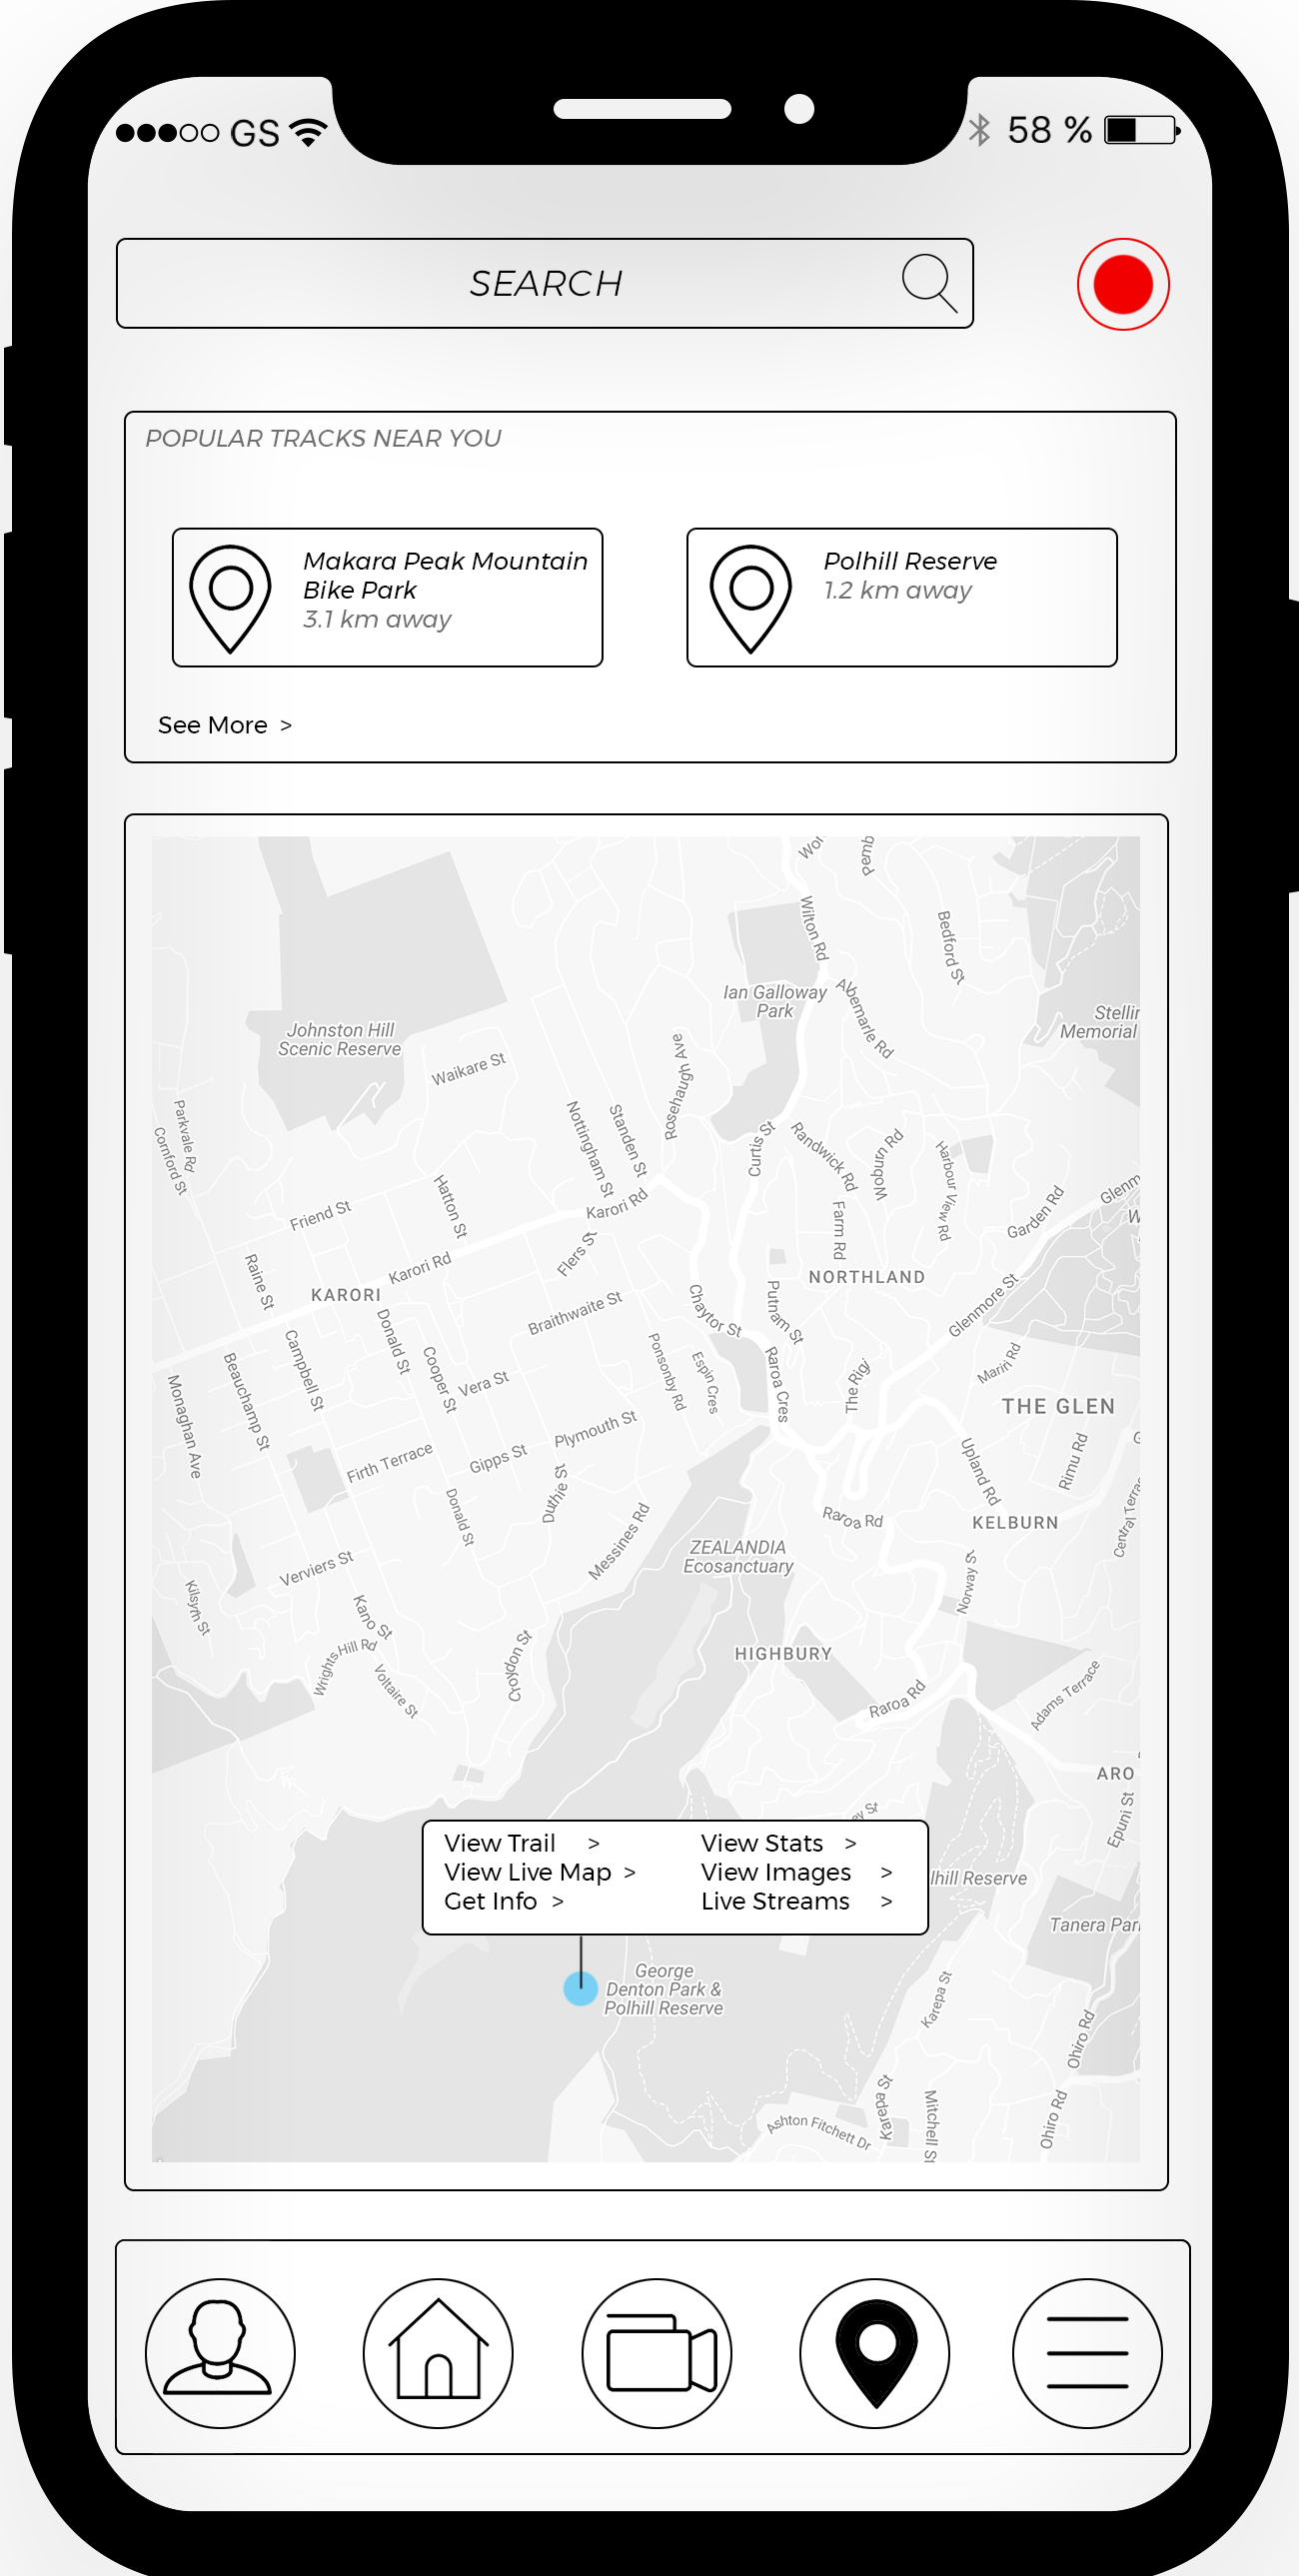 GS
58 %
SEARCH
POPULAR TRACKS NEAR YOU
Makara Peak Mountain
Bike Park
3.1 km away
Polhill Reserve
1.2 km away
See More >
Wilton Rd
Bedford St
Ian Galloway
Park
Albemarle Rd
Johnston Hill
Scenic Reserve
Memorial
Waikare St
Rosehaugh Ave
Parkvale Rd
Cornford St
Nottingham St
Standen St
Curtis St
Randwick Rd
Woburn Rd
Harbour View Rd
Hatton St
Friend St
Karori Rd
Farm Rd
Garden Rd
Flers St
Raine St
Karori Rd
NORTHLAND
KARORI
Braithwaite St
Chaytor St
Putnam St
Glenmore St
Donald St
Campbell St
Cooper St
Vera St
Ponsonby Rd
Espin Cres
Raroa Cres
The Rigi
Mariri Rd
Beauchamp St
Monaghan Ave
THE GLEN
Plymouth St
Firth Terrace
Gipps St
Upland Rd
Rimu Rd
Duthie St
Donald St
Messines Rd
Raroa Rd
KELBURN
ZEALANDIA
Ecosanctuary
Verviers St
Norway St
Kilsyth St
Kano St
Wrights Hill Rd
Croydon St
HIGHBURY
Voltaire St
Raroa Rd
Adams Terrace
ARO
Epuni St
View Trail >
View Live Map >
Get Info >
View Stats >
View Images >
Live Streams >
lhill Reserve
Tanera Par
George
Denton Park &
Polhill Reserve
Karepa St
Ohiro Rd
Karepa St
Mitchell St
Ashton Fitchett Dr
Ohiro Rd